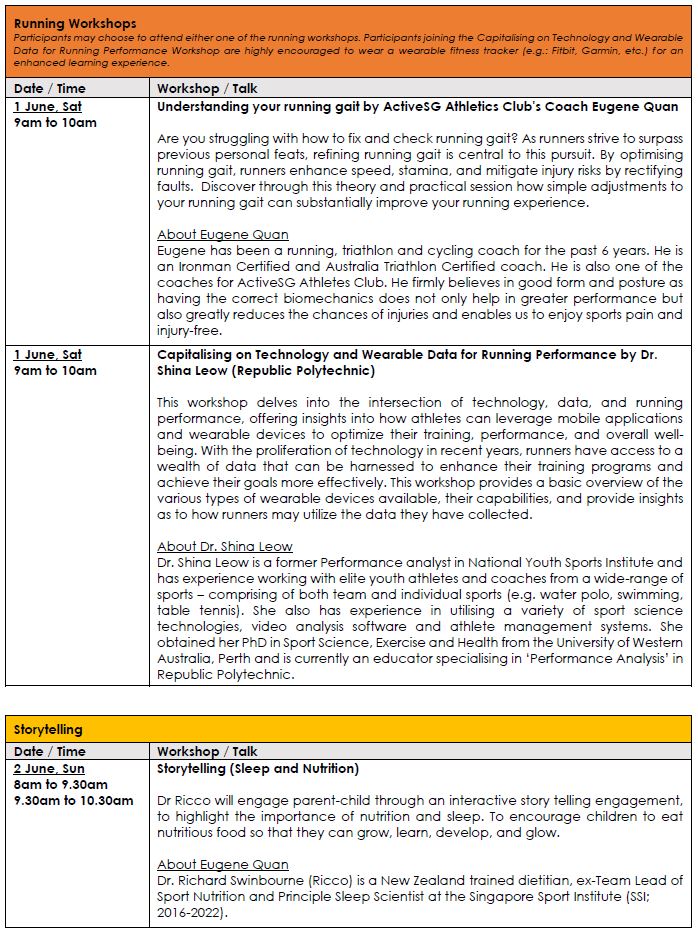 Running Workshops
Participants may choose to attend either one of the running workshops. Participants joining the Capitalising on Technology and Wearable
Data for Running Performance Workshop are highly encouraged to wear a wearable fitness tracker (e.g.: Fitbit, Garmin, etc.) for an
enhanced learning experience.
Date / Time
Workshop / Talk
1 June, Sat
9am to 10am
Understanding your running gait by ActiveSG Athletics Club's Coach Eugene Quan
Are you struggling with how to fix and check running gait? As runners strive to surpass
previous personal feats, refining running gait is central to this pursuit. By optimising
running gait, runners enhance speed, stamina, and mitigate injury risks by rectifying
faults. Discover through this theory and practical session how simple adjustments to
your running gait can substantially improve your running experience.
About Eugene Quan
Eugene has been a running, triathlon and cycling coach for the past 6 years. He is
an Ironman Certified and Australia Triathlon Certified coach. He is also one of the
coaches for ActiveSG Athletes Club. He firmly believes in good form and posture as
having the correct biomechanics does not only help in greater performance but
also greatly reduces the chances of injuries and enables us to enjoy sports pain and
injury-free.
1 June, Sat
9am to 10am
Capitalising on Technology and Wearable Data for Running Performance by Dr.
Shina Leow (Republic Polytechnic)
This workshop delves into the intersection of technology, data, and running
performance, offering insights into how athletes can leverage mobile applications
and wearable devices to optimize their training, performance, and overall well-
being. With the proliferation of technology in recent years, runners have access to a
wealth of data that can be harnessed to enhance their training programs and
achieve their goals more effectively. This workshop provides a basic overview of the
various types of wearable devices available, their capabilities, and provide insights
as to how runners may utilize the data they have collected.
About Dr. Shina Leow
Dr. Shina Leow is a former Performance analyst in National Youth Sports Institute and
has experience working with elite youth athletes and coaches from a wide-range of
sports – comprising of both team and individual sports (e.g. water polo, swimming,
table tennis). She also has experience in utilising a variety of sport science
technologies, video analysis software and athlete management systems. She
obtained her PhD in Sport Science, Exercise and Health from the University of Western
Australia, Perth and is currently an educator specialising in 'Performance Analysis' in
Republic Polytechnic.
Storytelling
Date / Time
Workshop / Talk
2 June, Sun
8am to 9.30am
9.30am to 10.30am
Storytelling (Sleep and Nutrition)
Dr Ricco will engage parent-child through an interactive story telling engagement,
to highlight the importance of nutrition and sleep. To encourage children to eat
nutritious food so that they can grow, learn, develop, and glow.
About Eugene Quan
Dr. Richard Swinbourne (Ricco) is a New Zealand trained dietitian, ex-Team Lead of
Sport Nutrition and Principle Sleep Scientist at the Singapore Sport Institute (SSI;
2016-2022).